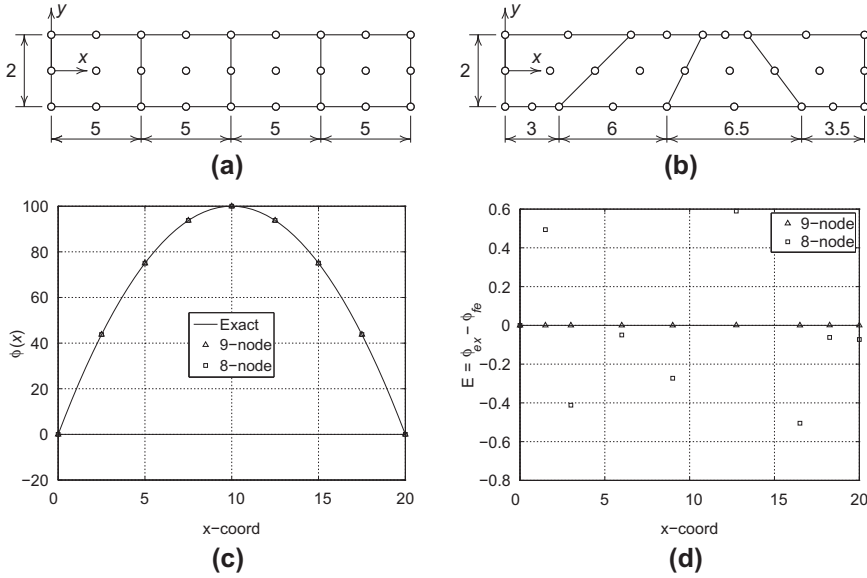 y
x
2
5 5 5 5
(a)
y
x
2
3 6 6.5 3.5
(b)
100
80
60
40
20
0
−20
0 5 10 15 20
ϕ(x)
x−coord
Exact
9−node
8−node
(c)
0.6
0.4
0.2
0
−0.2
−0.4
−0.6
−0.8
0 5 10 15 20
E = ϕex − ϕfe
x−coord
9−node
8−node
(d)